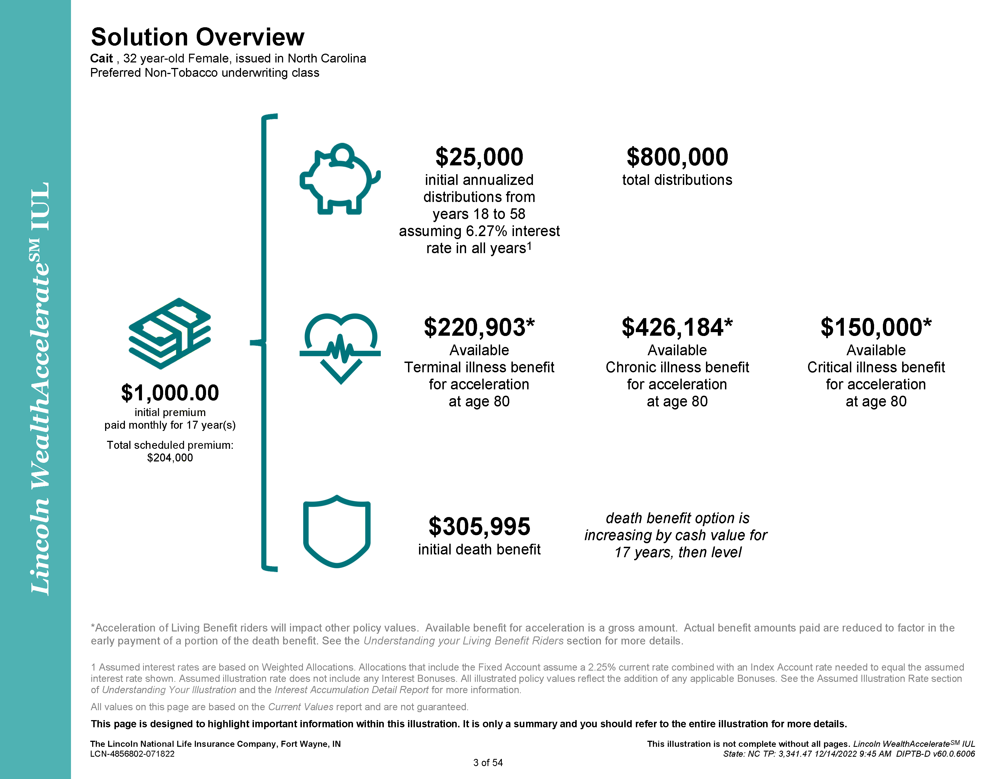 Lincoln WealthAccelerate℠ IUL
Solution Overview
Cait , 32 year-old Female, issued in North Carolina
Preferred Non-Tobacco underwriting class
$25,000
initial annualized
distributions from
years 18 to 58
assuming 6.27% interest
rate in all years1
$800,000
total distributions
$1,000.00
initial premium
paid monthly for 17 year(s)
Total scheduled premium:
$204,000
$220,903*
Available
Terminal illness benefit
for acceleration
at age 80
$426,184*
Available
Chronic illness benefit
for acceleration
at age 80
$150,000*
Available
Critical illness benefit
for acceleration
at age 80
$305,995
initial death benefit
death benefit option is
increasing by cash value for
17 years, then level
*Acceleration of Living Benefit riders will impact other policy values.  Available benefit for acceleration is a gross amount.  Actual benefit amounts paid are reduced to factor in the
early payment of a portion of the death benefit. See the Understanding your Living Benefit Riders section for more details.
1 Assumed interest rates are based on Weighted Allocations. Allocations that include the Fixed Account assume a 2.25% current rate combined with an Index Account rate needed to equal the assumed
interest rate shown. Assumed illustration rate does not include any Interest Bonuses. All illustrated policy values reflect the addition of any applicable Bonuses. See the Assumed Illustration Rate section
of Understanding Your Illustration and the Interest Accumulation Detail Report for more information.
All values on this page are based on the Current Values report and are not guaranteed.
This page is designed to highlight important information within this illustration. It is only a summary and you should refer to the entire illustration for more details.
The Lincoln National Life Insurance Company, Fort Wayne, IN
LCN-4856802-071822
This illustration is not complete without all pages. Lincoln WealthAccelerate℠ IUL
State: NC TP: 3,341.47 12/14/2022 9:45 AM  DIPTB-D v60.0.6006
3 of 54